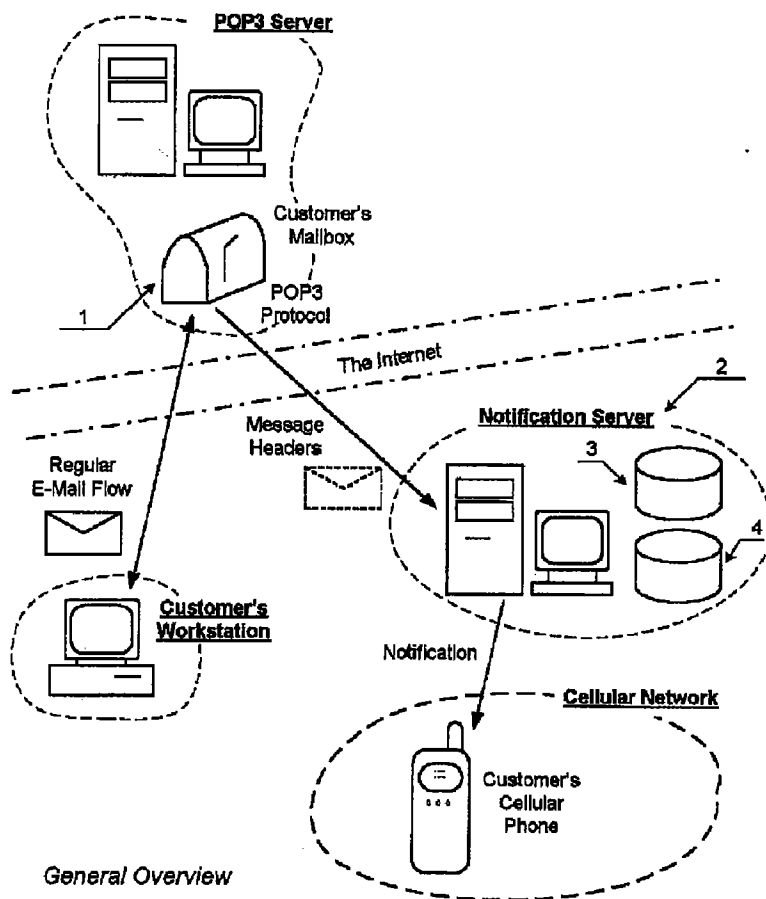 POP3 Server
Customer's
Mailbox
1
POP3
Protocol
The Internet
2
Message
Headers
Notification Server
3
Regular
E-Mail Flow
4
Customer's
Workstation
Notification
Cellular Network
Customer's
Cellular
Phone
General Overview